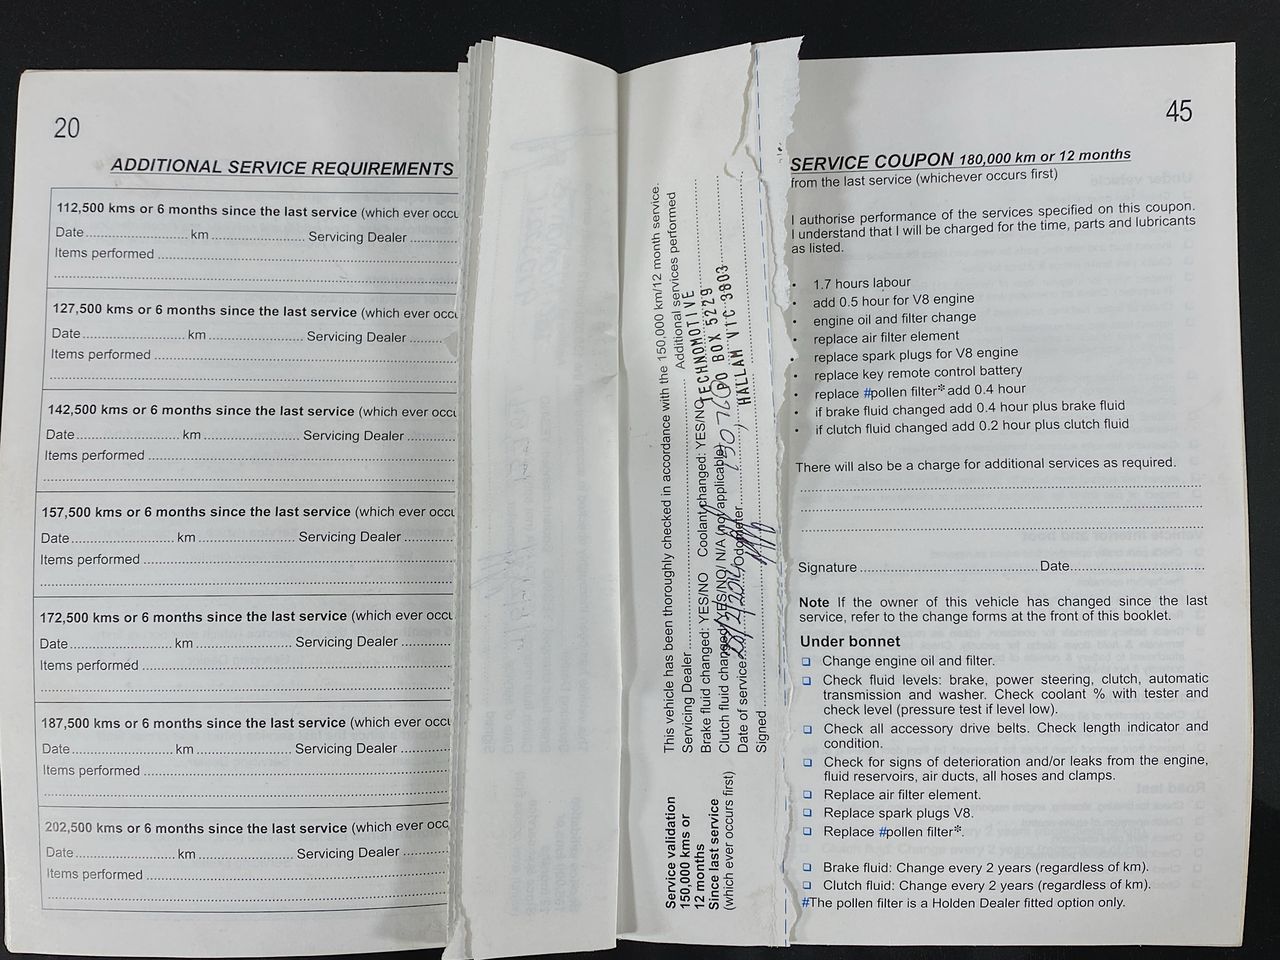 20
ADDITIONAL SERVICE REQUIREMENTS
112,500 kms or 6 months since the last service (which ever occu
Date.................... km.................... Servicing Dealer ............
Items performed ............................................................
127,500 kms or 6 months since the last service (which ever occu
Date.................... km.................... Servicing Dealer ............
Items performed ............................................................
142,500 kms or 6 months since the last service (which ever occu
Date.................... km.................... Servicing Dealer ............
Items performed ............................................................
157,500 kms or 6 months since the last service (which ever occu
Date.................... km.................... Servicing Dealer ............
Items performed ............................................................
172,500 kms or 6 months since the last service (which ever occu
Date.................... km.................... Servicing Dealer ............
Items performed ............................................................
187,500 kms or 6 months since the last service (which ever occu
Date.................... km.................... Servicing Dealer ............
Items performed ............................................................
202,500 kms or 6 months since the last service (which ever occ
Date.................... km.................... Servicing Dealer ............
Items performed ............................................................
Service validation
150,000 kms or
12 months
Since last service
(which ever occurs first)
This vehicle has been thoroughly checked in accordance with the 150,000 km/12 month service.
Servicing Dealer.................... Additional services performed
Brake fluid changed: YES/NO Coolant changed: YES/NO
Clutch fluid changed YES/NO/ N/A (not applicable)
Date of service Odometer
Signed
TECHNOMOTIVE
PO BOX 5229
HALLAM VIC 3803
45
SERVICE COUPON 180,000 km or 12 months
from the last service (whichever occurs first)
I authorise performance of the services specified on this coupon.
I understand that I will be charged for the time, parts and lubricants
as listed.
• 1.7 hours labour
• add 0.5 hour for V8 engine
• engine oil and filter change
• replace air filter element
• replace spark plugs for V8 engine
• replace key remote control battery
• replace #pollen filter* add 0.4 hour
• if brake fluid changed add 0.4 hour plus brake fluid
• if clutch fluid changed add 0.2 hour plus clutch fluid
There will also be a charge for additional services as required.
Signature ........................................ Date..............................
Note If the owner of this vehicle has changed since the last
service, refer to the change forms at the front of this booklet.
Under bonnet
❑ Change engine oil and filter.
❑ Check fluid levels: brake, power steering, clutch, automatic
transmission and washer. Check coolant % with tester and
check level (pressure test if level low).
❑ Check all accessory drive belts. Check length indicator and
condition.
❑ Check for signs of deterioration and/or leaks from the engine,
fluid reservoirs, air ducts, all hoses and clamps.
❑ Replace air filter element.
❑ Replace spark plugs V8.
❑ Replace #pollen filter*.
❑ Brake fluid: Change every 2 years (regardless of km).
❑ Clutch fluid: Change every 2 years (regardless of km).
#The pollen filter is a Holden Dealer fitted option only.